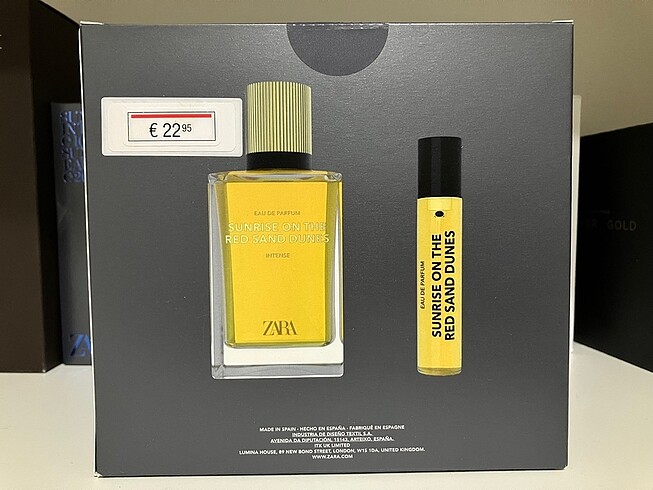 € 22⁹⁵
EAU DE PARFUM
SUNRISE ON THE
RED SAND DUNES
INTENSE
ZARA
EAU DE PARFUM
SUNRISE ON THE
RED SAND DUNES
MADE IN SPAIN - HECHO EN ESPAÑA - FABRIQUÉ EN ESPAGNE
INDUSTRIA DE DISEÑO TEXTIL S.A.
AVENIDA DA DIPUTACIÓN, 15143, ARTEIXO, ESPAÑA.
ITX UK LIMITED
LUMINA HOUSE, 89 NEW BOND STREET, LONDON, W1S 1DA, UNITED KINGDOM.
WWW.ZARA.COM
GOLD